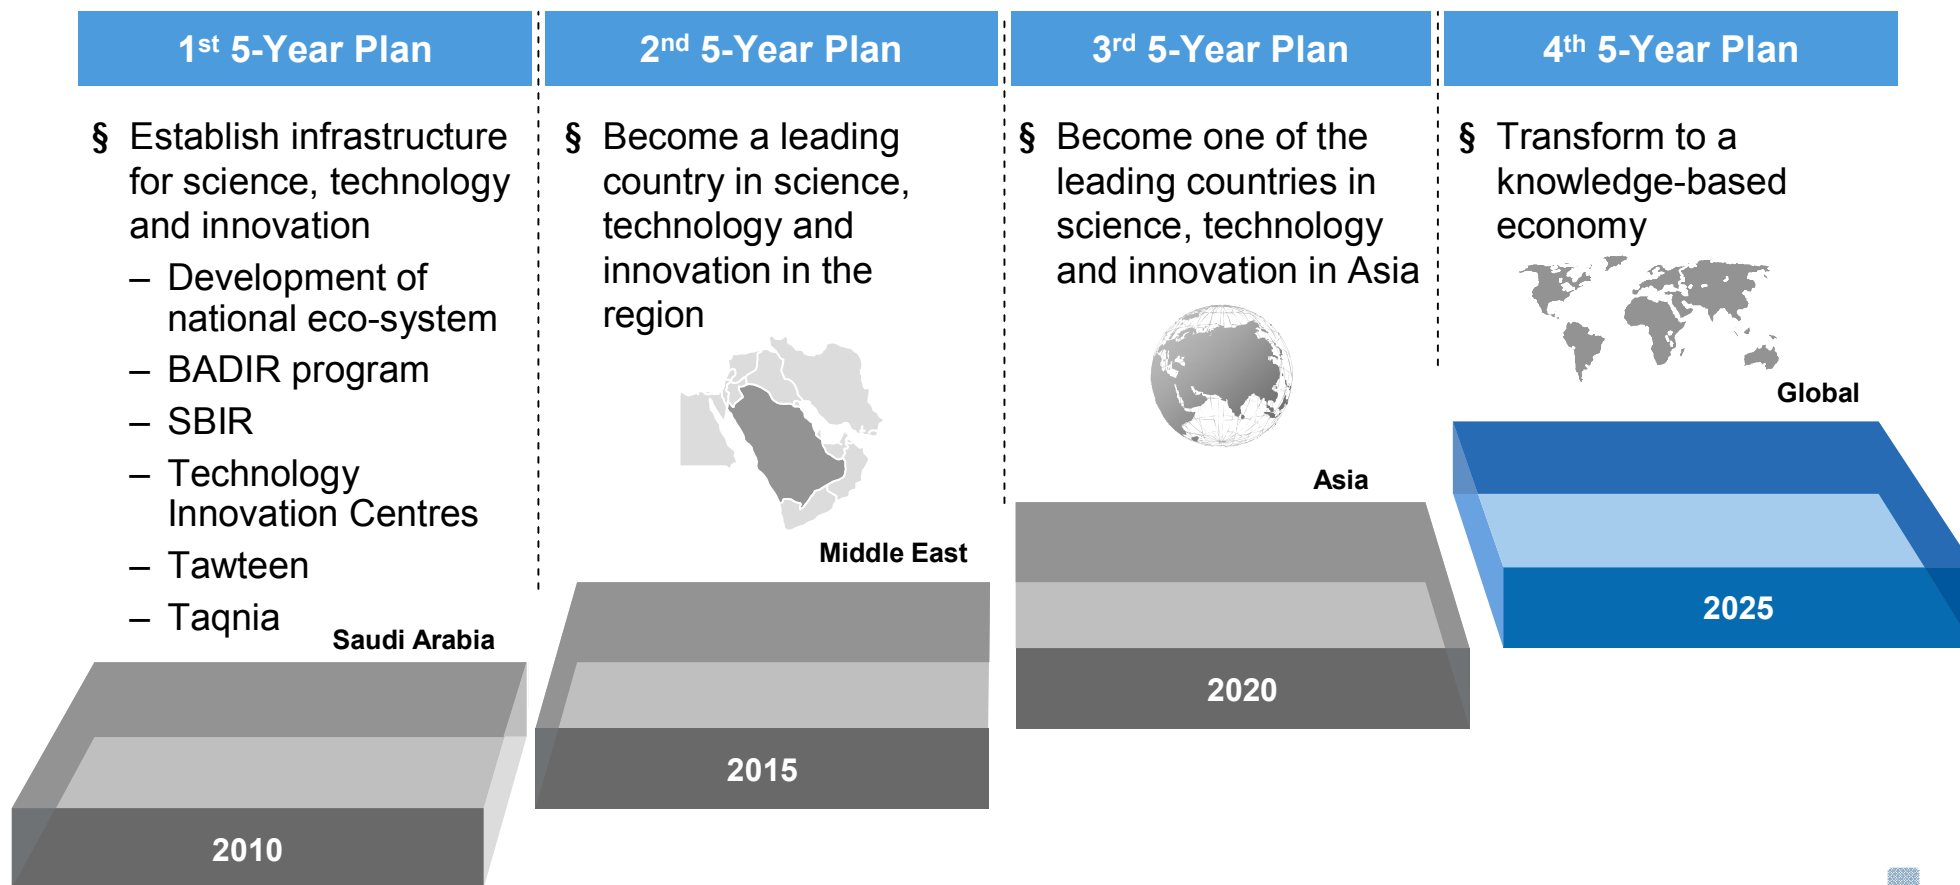 1st 5-Year Plan
§ Establish infrastructure
for science, technology
and innovation
– Development of
national eco-system
– BADIR program
– SBIR
– Technology
Innovation Centres
– Tawteen
– Taqnia
Saudi Arabia
2010
2nd 5-Year Plan
§ Become a leading
country in science,
technology and
innovation in the
region
Middle East
2015
3rd 5-Year Plan
§ Become one of the
leading countries in
science, technology
and innovation in Asia
Asia
2020
4th 5-Year Plan
§ Transform to a
knowledge-based
economy
Global
2025